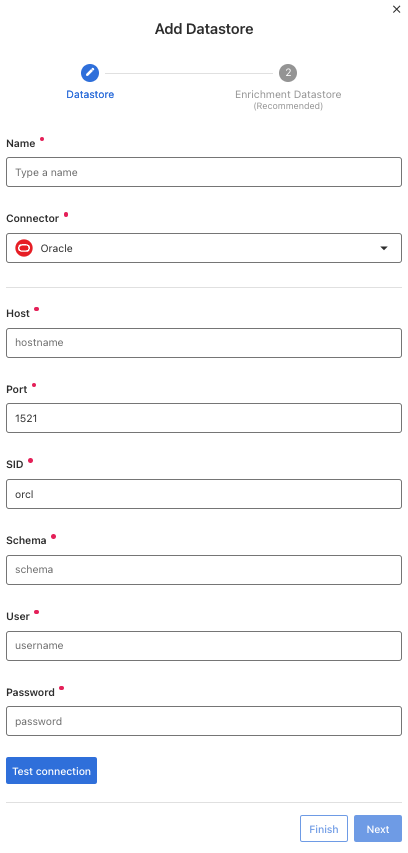 Add Datastore
2
Datastore
Enrichment Datastore
(Recommended)
Name
Type a name
Connector
Oracle
Host
hostname
Port
1521
SID
orcl
Schema
schema
User
username
Password
password
Test connection
Finish
Next